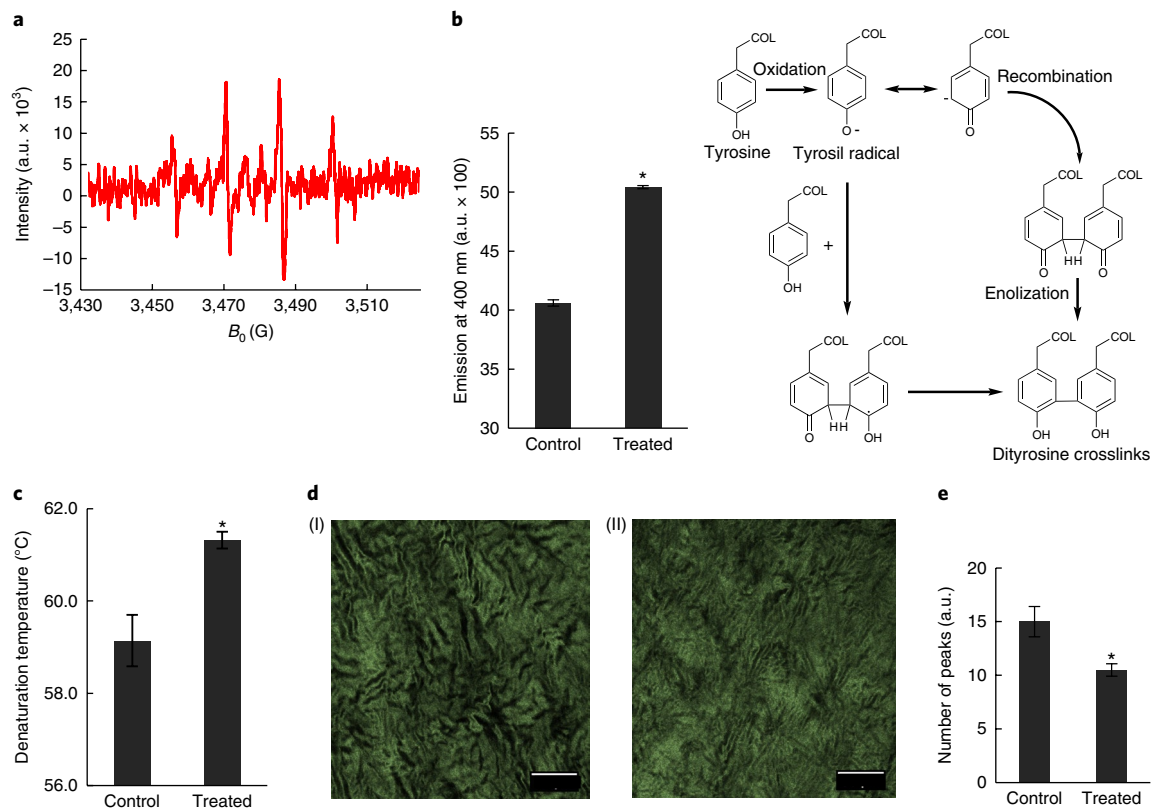 a
Intensity (a.u. × 10³)
25
20
15
10
5
0
−5
−10
−15
3,430
3,450
3,470
3,490
3,510
B₀ (G)
b
Emission at 400 nm (a.u. × 100)
55
50
45
40
35
30
*
Control
Treated
COL
OH
Tyrosine
Oxidation
COL
O-
Tyrosil radical
COL
-
O
Recombination
COL
OH
+
COL
COL
HH
O
O
Enolization
COL
COL
HH
O
OH
COL
COL
OH
OH
Dityrosine crosslinks
c
Denaturation temperature (°C)
62.0
60.0
58.0
56.0
*
Control
Treated
d
(I)
(II)
e
Number of peaks (a.u.)
20
15
10
5
0
*
Control
Treated